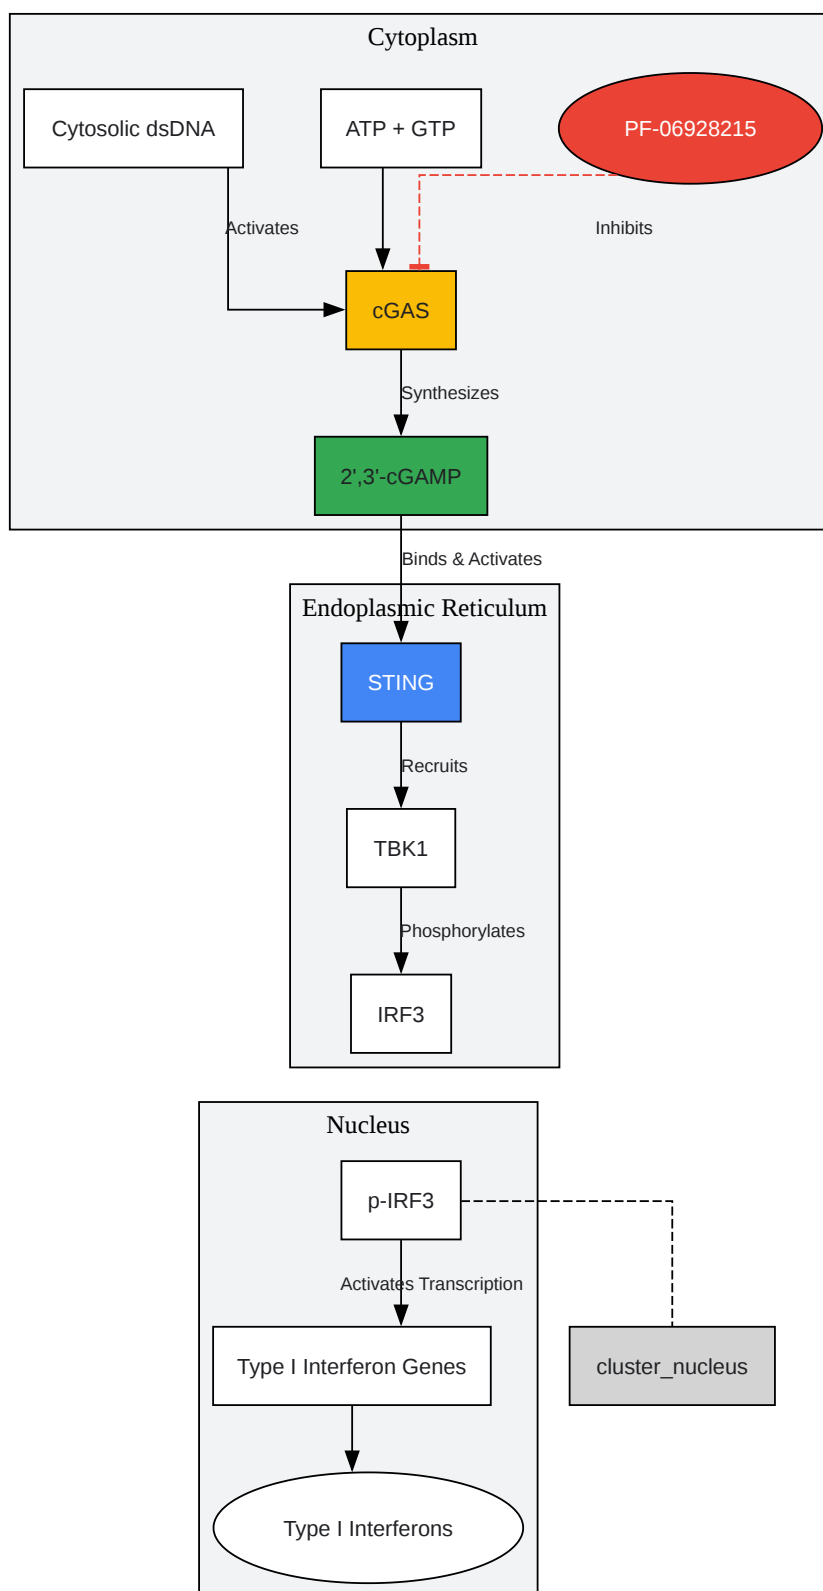 Cytoplasm
Cytosolic dsDNA
ATP + GTP
PF-06928215
Activates
Inhibits
cGAS
Synthesizes
2',3'-cGAMP
Binds & Activates
Endoplasmic Reticulum
STING
Recruits
TBK1
Phosphorylates
IRF3
Nucleus
p-IRF3
Activates Transcription
Type I Interferon Genes
cluster_nucleus
Type I Interferons